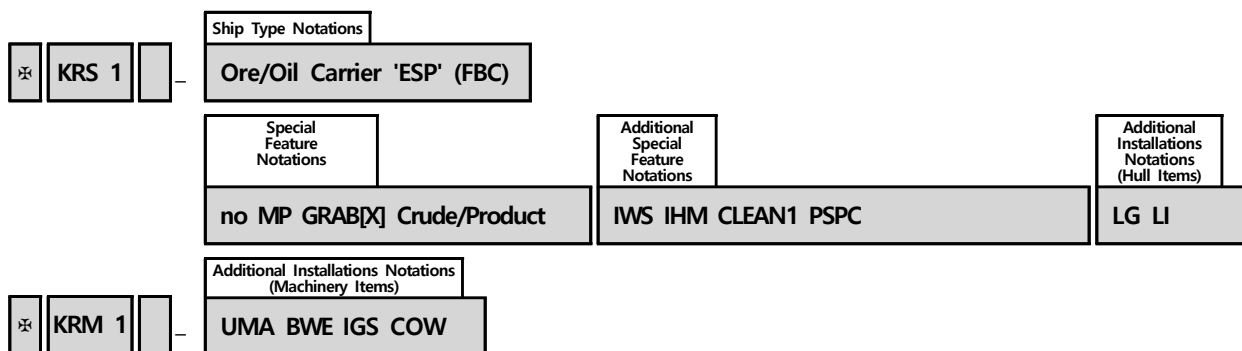 Ship Type Notations
✠ KRS 1 _ Ore/Oil Carrier 'ESP' (FBC)
Special
Feature
Notations
Additional
Special
Feature
Notations
Additional
Installations
Notations
(Hull Items)
no MP GRAB[X] Crude/Product
IWS IHM CLEAN1 PSPC
LG LI
Additional Installations Notations
(Machinery Items)
✠ KRM 1 _ UMA BWE IGS COW